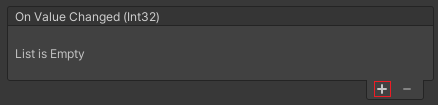 On Value Changed (Int32)
List is Empty
+ −